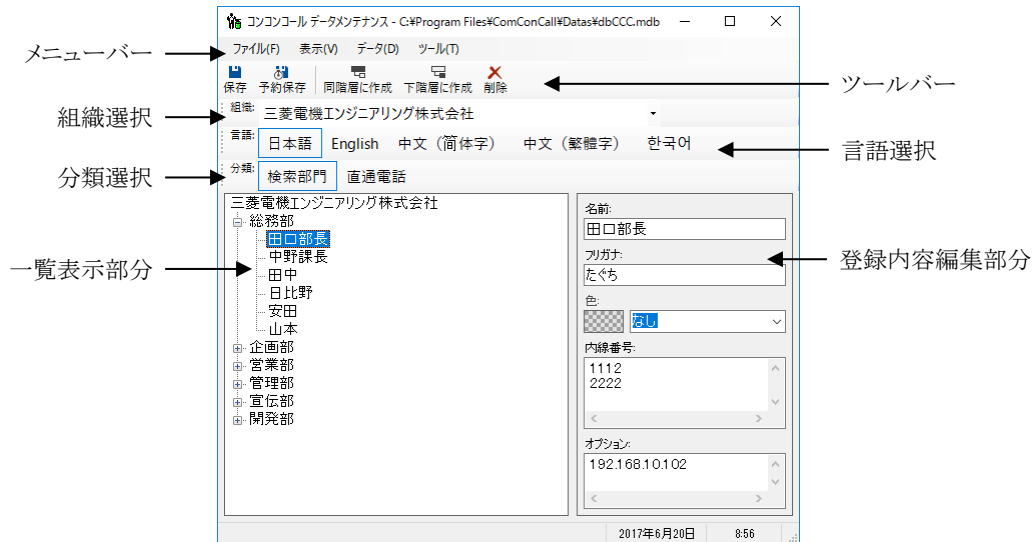 コンコンコール データメンテナンス - C:¥Program Files¥ComConCall¥Datas¥dbCCC.mdb
メニューバー
ファイル(F) 表示(V) データ(D) ツール(T)
保存 予約保存 同階層に作成 下階層に作成 削除
ツールバー
組織選択
組織: 三菱電機エンジニアリング株式会社
言語: 日本語 English 中文（简体字） 中文（繁體字） 한국어
言語選択
分類選択
分類: 検索部門 直通電話
三菱電機エンジニアリング株式会社
総務部
田口部長
中野課長
田中
日比野
安田
山本
企画部
営業部
管理部
宣伝部
開発部
一覧表示部分
名前:
田口部長
フリガナ:
たぐち
色:
なし
内線番号:
1112
2222
オプション:
192.168.10.102
登録内容編集部分
2017年6月20日 8:56